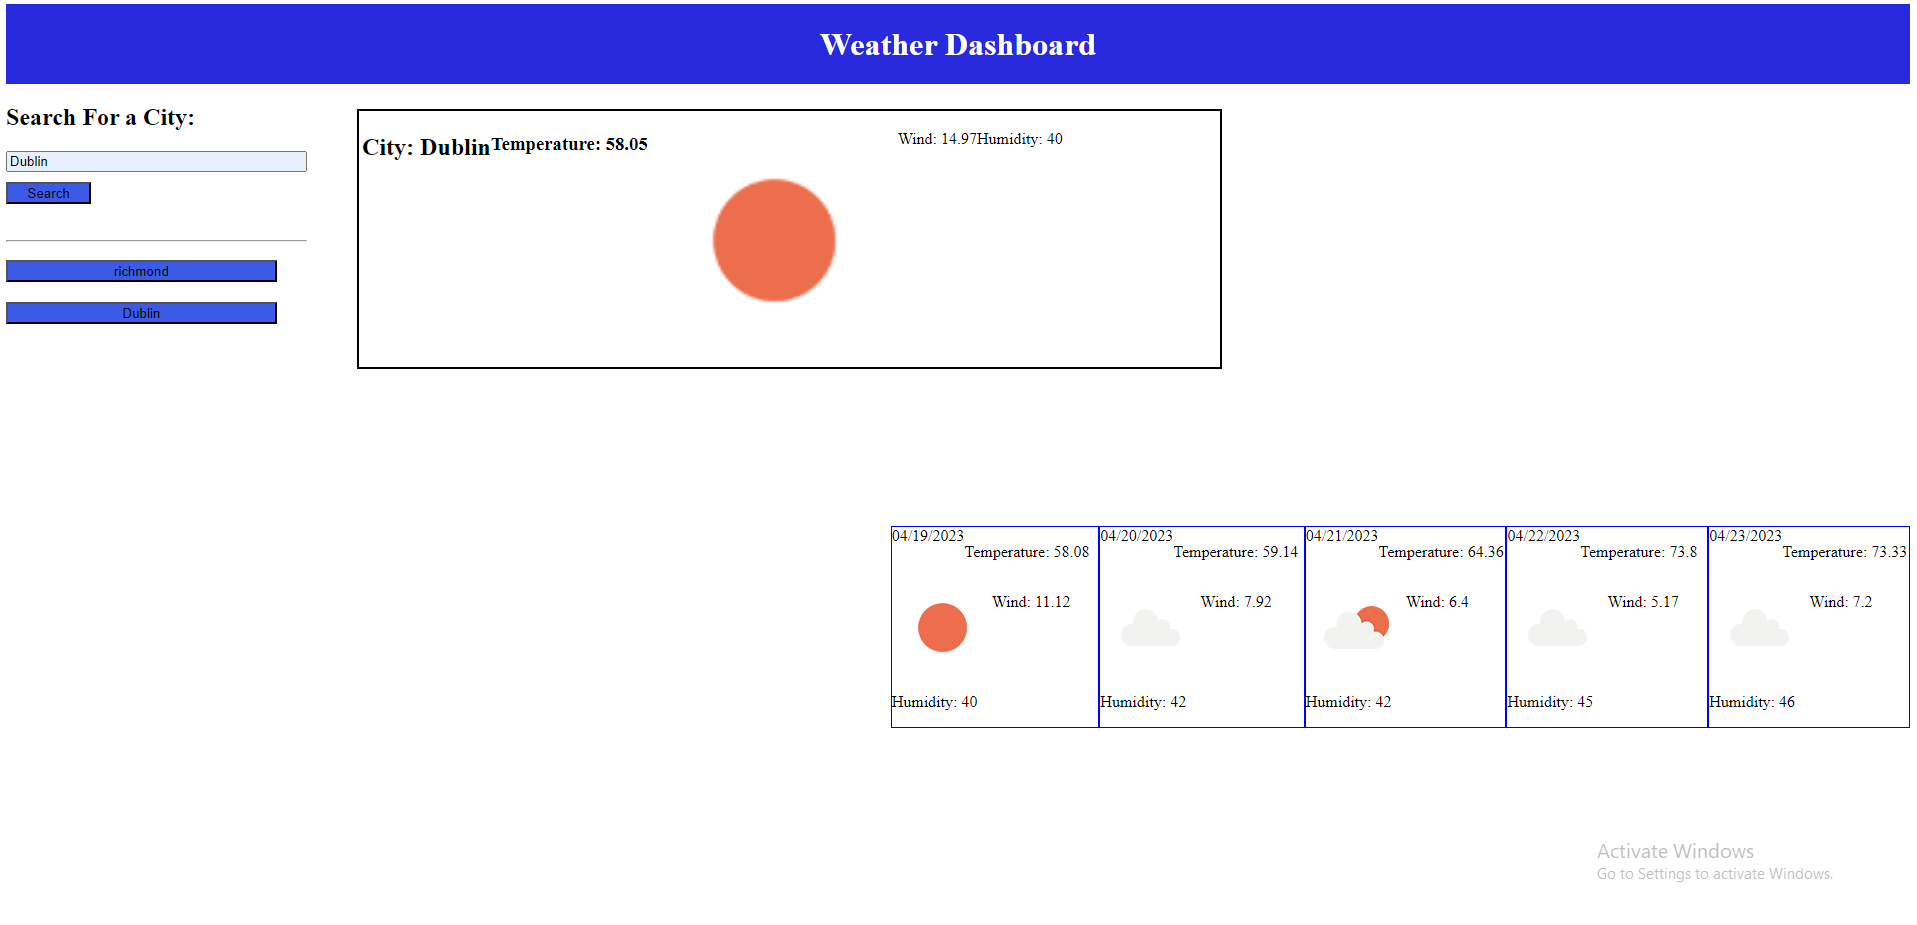 Weather Dashboard
Search For a City:
Dublin
Search
richmond
Dublin
City: Dublin Temperature: 58.05
Wind: 14.97Humidity: 40
04/19/2023
Temperature: 58.08
Wind: 11.12
Humidity: 40
04/20/2023
Temperature: 59.14
Wind: 7.92
Humidity: 42
04/21/2023
Temperature: 64.36
Wind: 6.4
Humidity: 42
04/22/2023
Temperature: 73.8
Wind: 5.17
Humidity: 45
04/23/2023
Temperature: 73.33
Wind: 7.2
Humidity: 46
Activate Windows
Go to Settings to activate Windows.